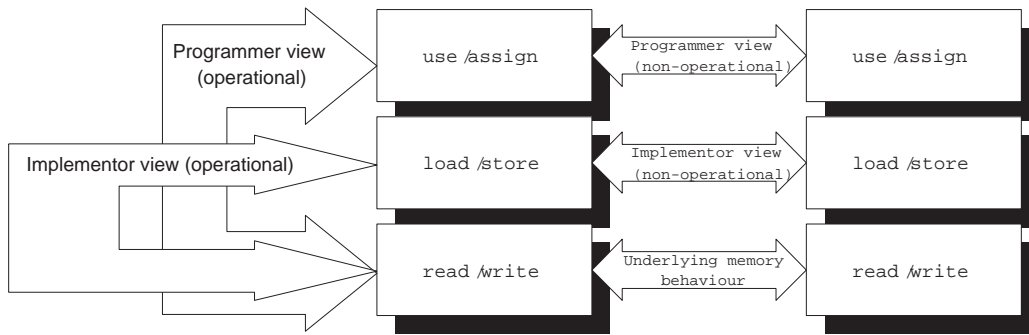 Programmer view
(operational)
use /assign
Programmer view
(non-operational)
use /assign
Implementor view (operational)
load /store
Implementor view
(non-operational)
load /store
read /write
Underlying memory
behaviour
read /write